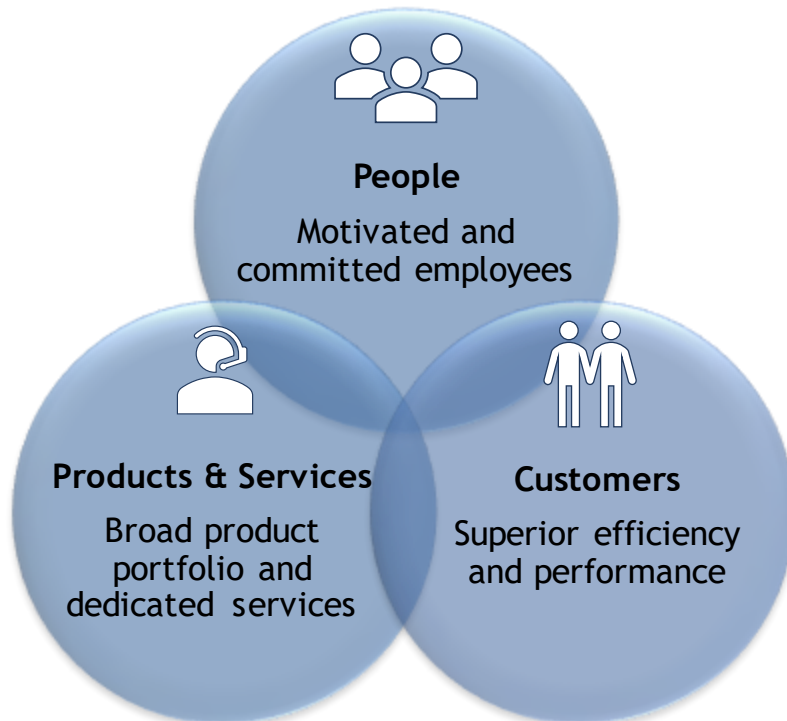 People
Motivated and
committed employees
Products & Services
Broad product
portfolio and
dedicated services
Customers
Superior efficiency
and performance